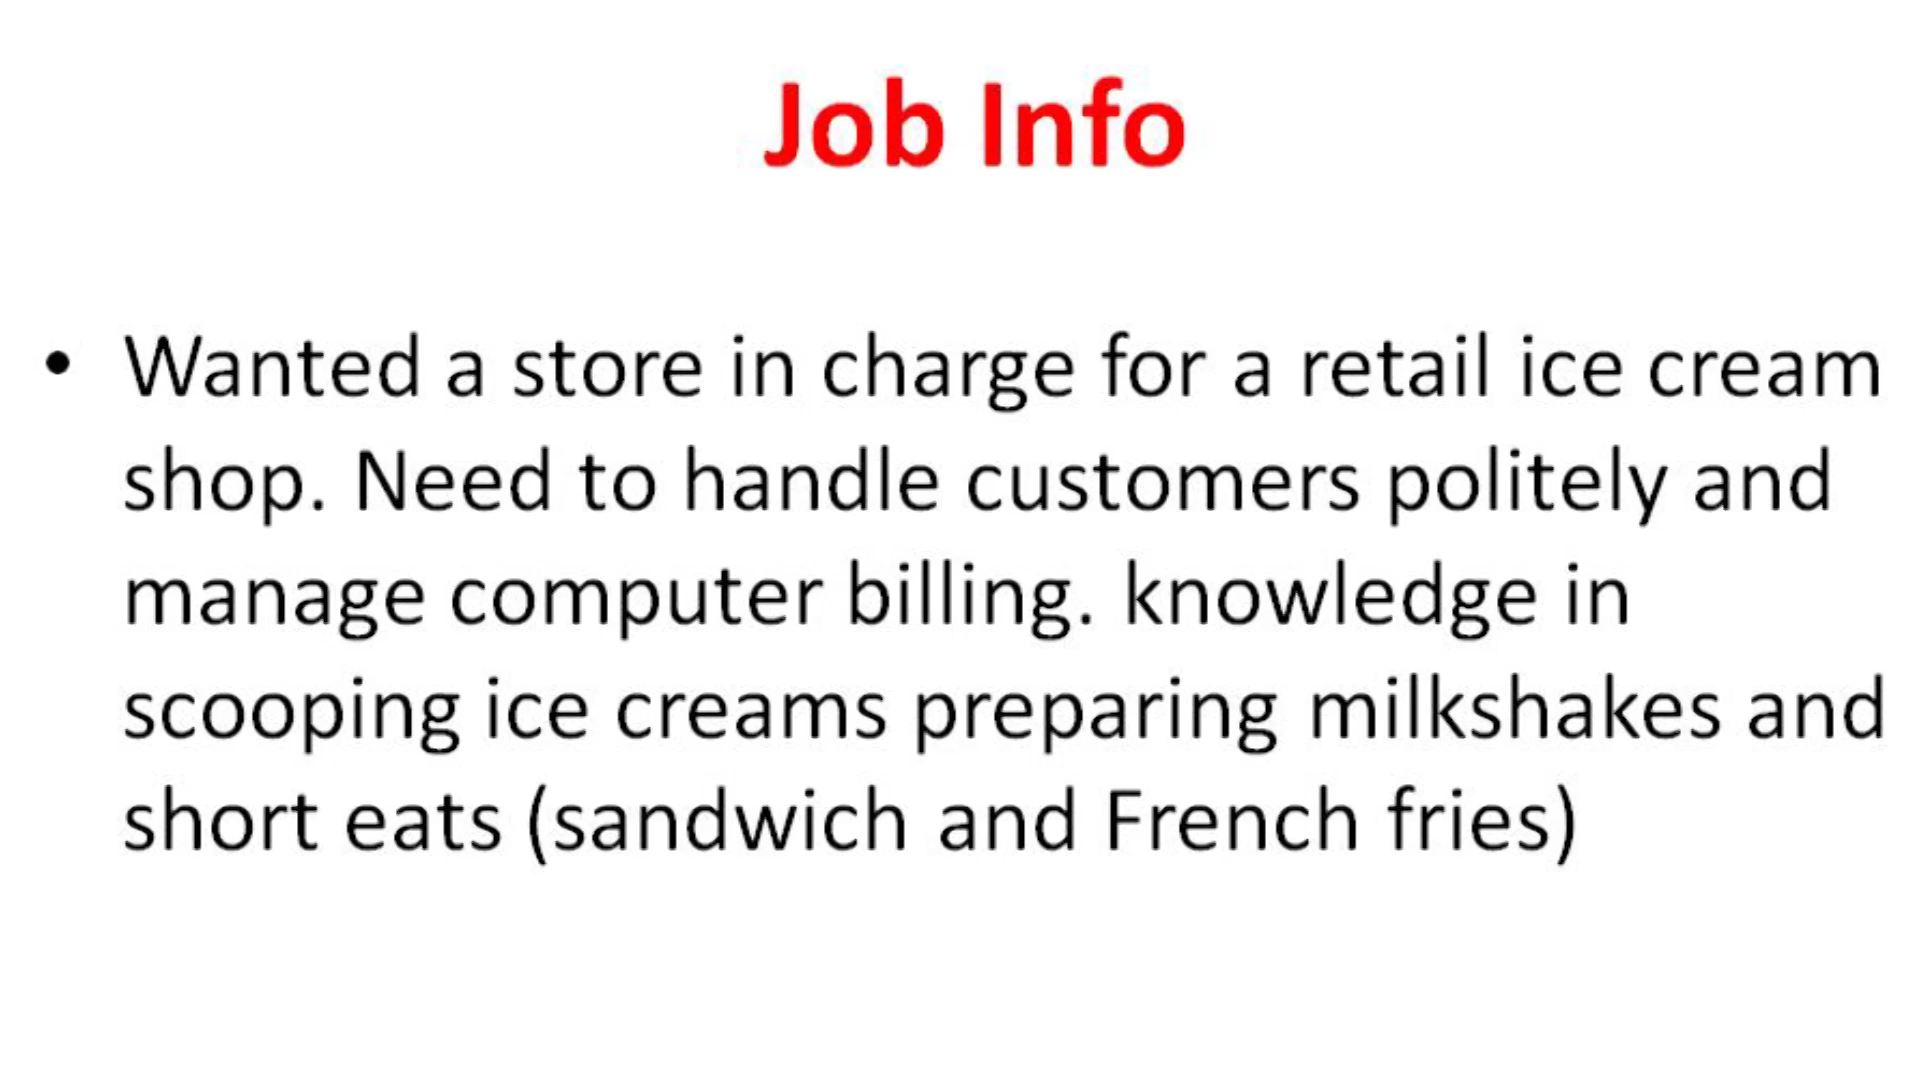 Job Info
• Wanted a store in charge for a retail ice cream
shop. Need to handle customers politely and
manage computer billing. knowledge in
scooping ice creams preparing milkshakes and
short eats (sandwich and French fries)